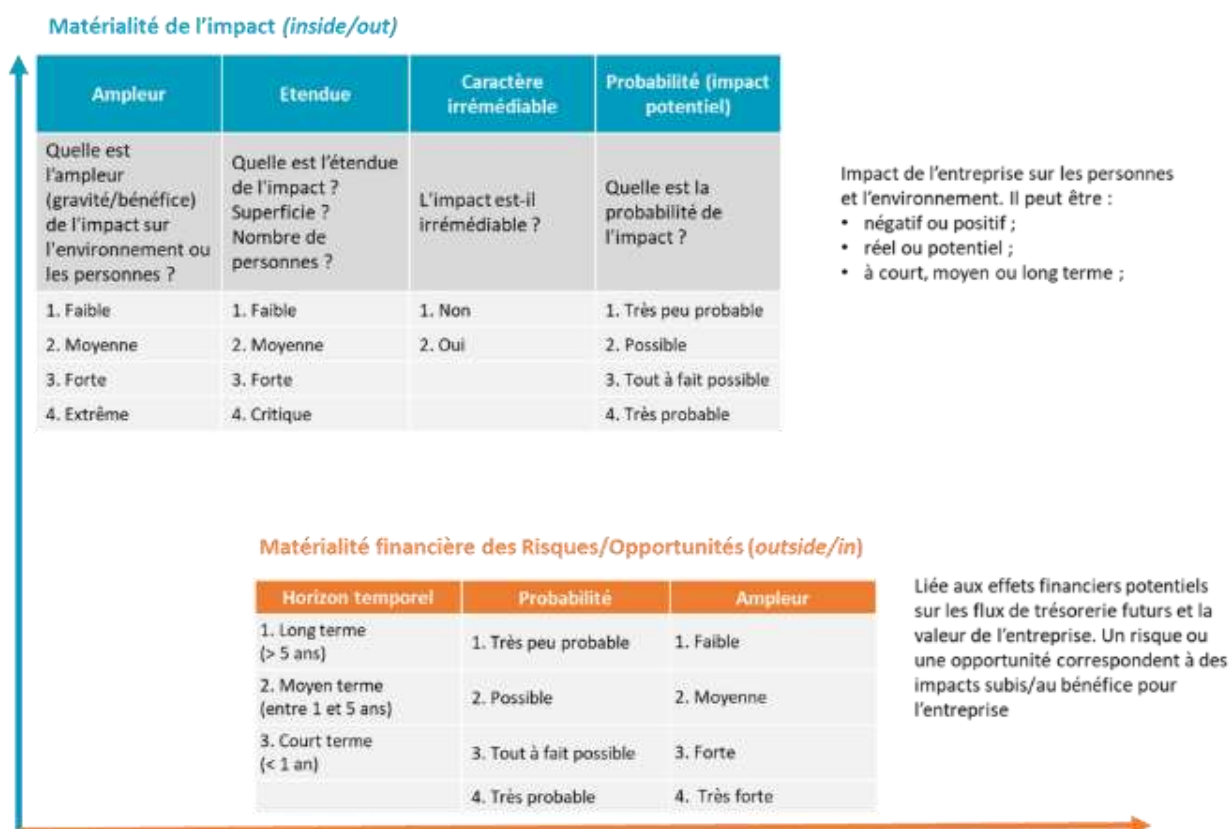 Matérialité de l'impact (inside/out)
Ampleur
Etendue
Caractère
irrémédiable
Probabilité (impact
potentiel)
Quelle est
l'ampleur
(gravité/bénéfice)
de l'impact sur
l'environnement ou
les personnes ?
Quelle est l'étendue
de l'impact ?
Superficie ?
Nombre de
personnes ?
L'impact est-il
irrémédiable ?
Quelle est la
probabilité de
l'impact ?
1. Faible
1. Faible
1. Non
1. Très peu probable
2. Moyenne
2. Moyenne
2. Oui
2. Possible
3. Forte
3. Forte
3. Tout à fait possible
4. Extrême
4. Critique
4. Très probable
Impact de l'entreprise sur les personnes
et l'environnement. Il peut être :
• négatif ou positif ;
• réel ou potentiel ;
• à court, moyen ou long terme ;
Matérialité financière des Risques/Opportunités (outside/in)
Horizon temporel
Probabilité
Ampleur
1. Long terme
(> 5 ans)
1. Très peu probable
1. Faible
2. Moyen terme
(entre 1 et 5 ans)
2. Possible
2. Moyenne
3. Court terme
(< 1 an)
3. Tout à fait possible
3. Forte
4. Très probable
4. Très forte
Liée aux effets financiers potentiels
sur les flux de trésorerie futurs et la
valeur de l'entreprise. Un risque ou
une opportunité correspondent à des
impacts subis/au bénéfice pour
l'entreprise